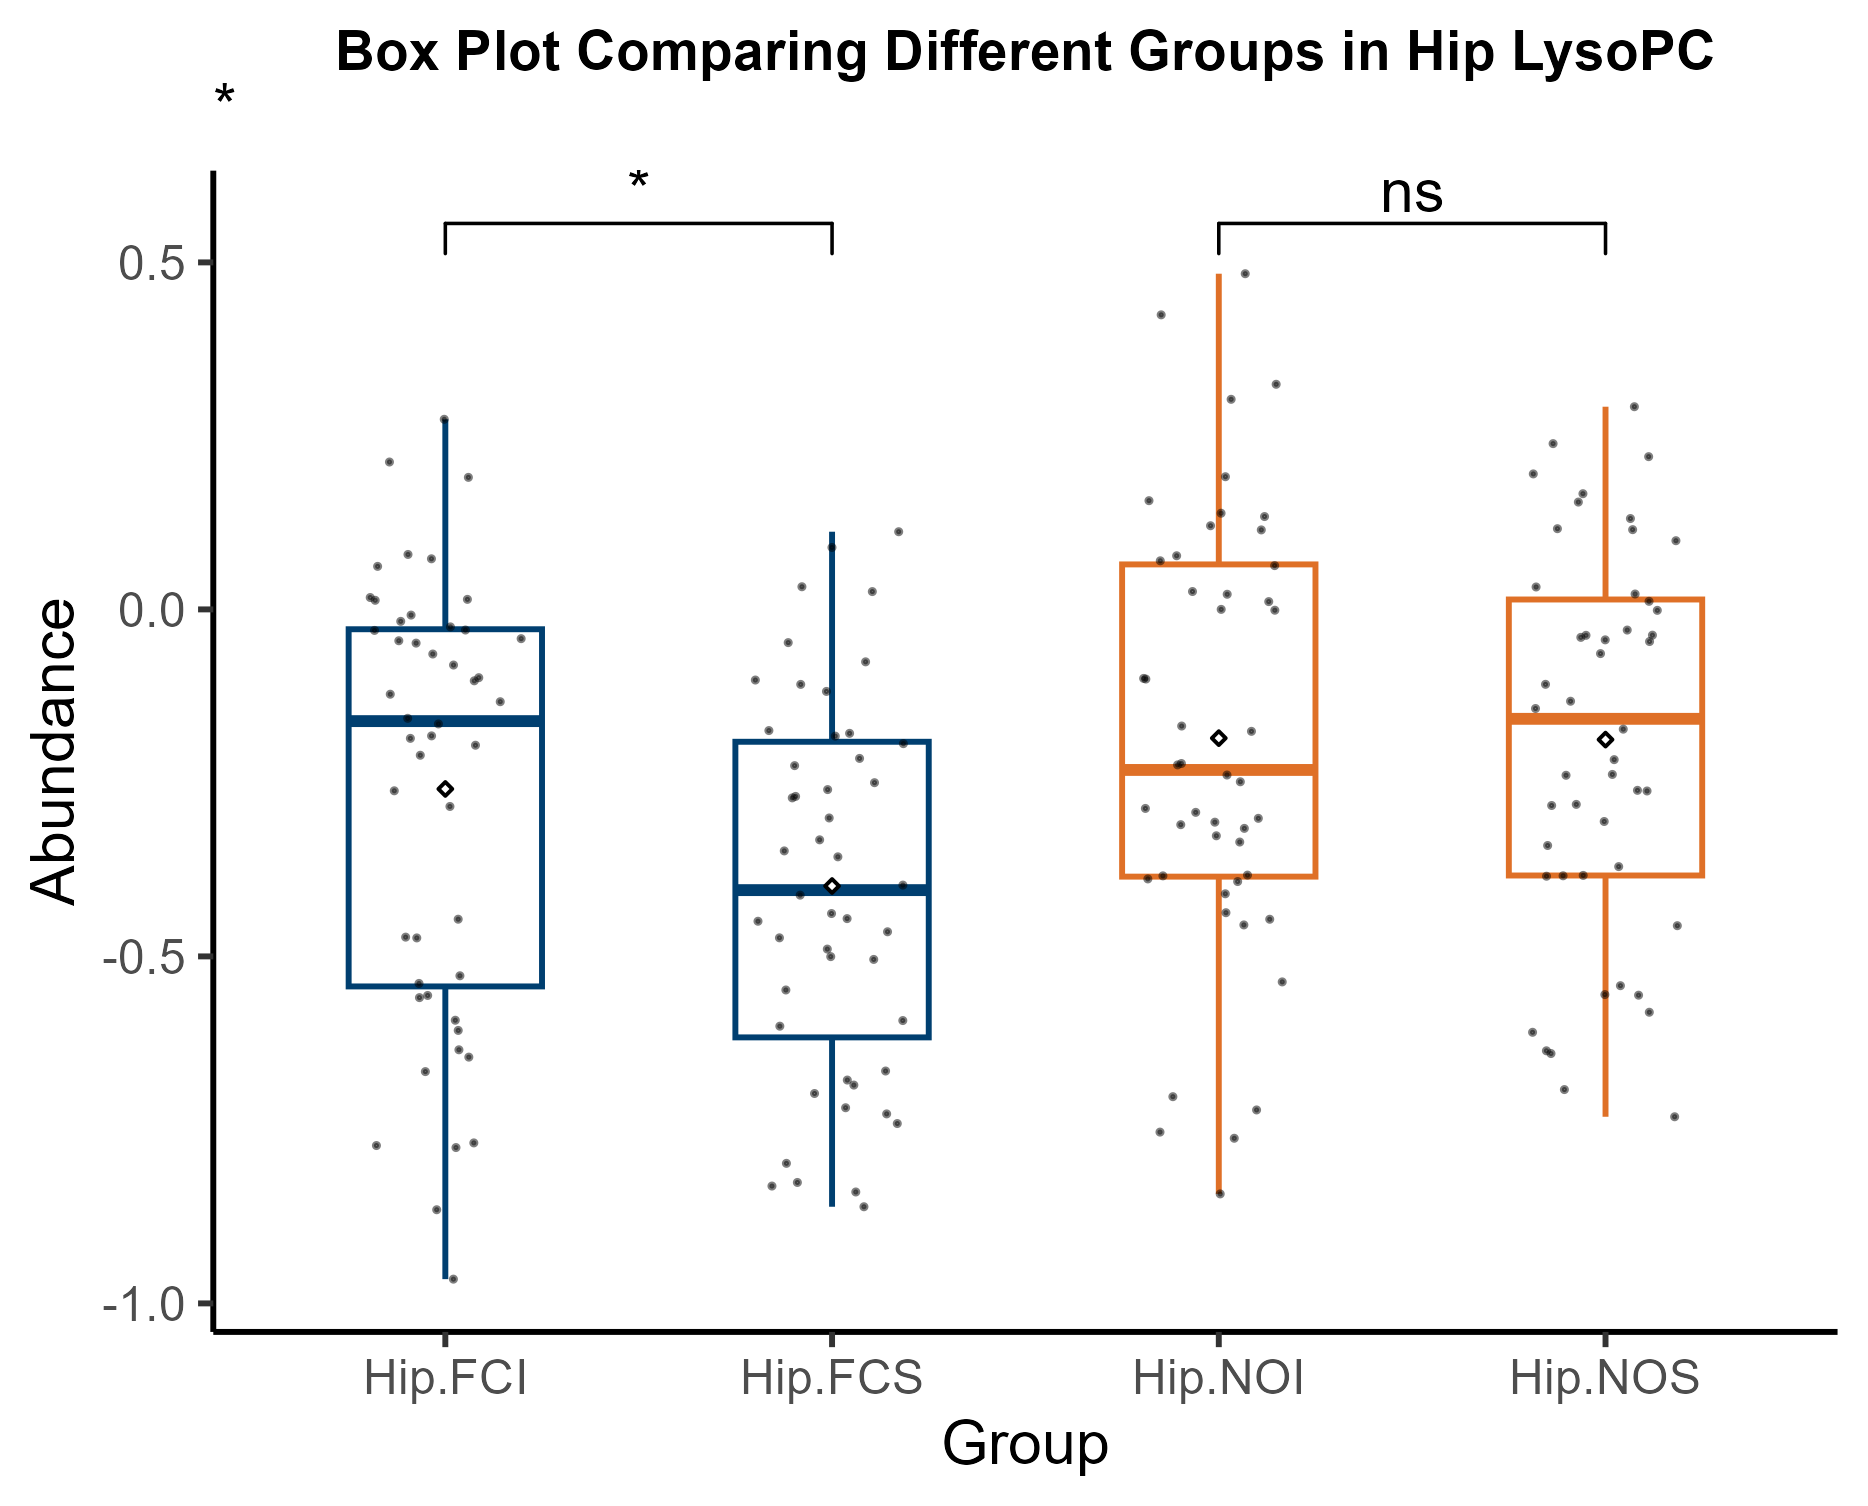 Box Plot Comparing Different Groups in Hip LysoPC
*
*
ns
0.5
0.0
-0.5
-1.0
Abundance
Hip.FCI
Hip.FCS
Hip.NOI
Hip.NOS
Group